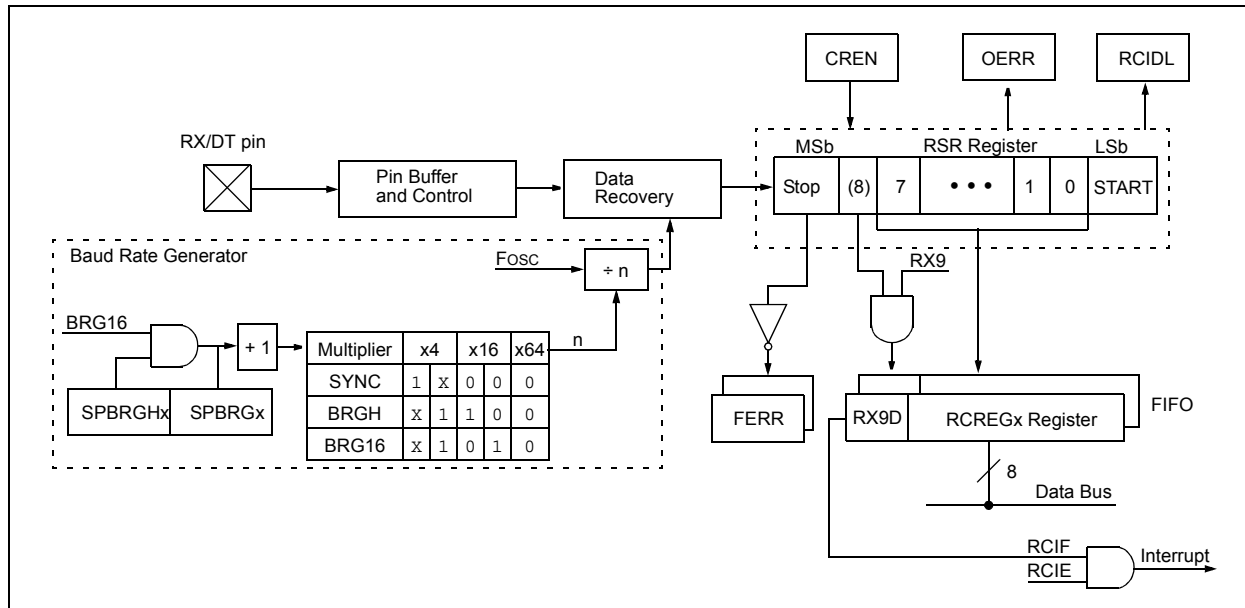 CREN OERR RCIDL
RX/DT pin
MSb RSR Register LSb
Pin Buffer
and Control
Data
Recovery
Stop (8) 7 • • • 1 0 START
Baud Rate Generator
FOSC
÷ n
RX9
BRG16
+ 1
n
Multiplier x4 x16 x64
SYNC 1 X 0 0 0
BRGH X 1 1 0 0
BRG16 X 1 0 1 0
SPBRGHx SPBRGx
FERR
RX9D RCREGx Register
FIFO
8
Data Bus
RCIF
RCIE
Interrupt